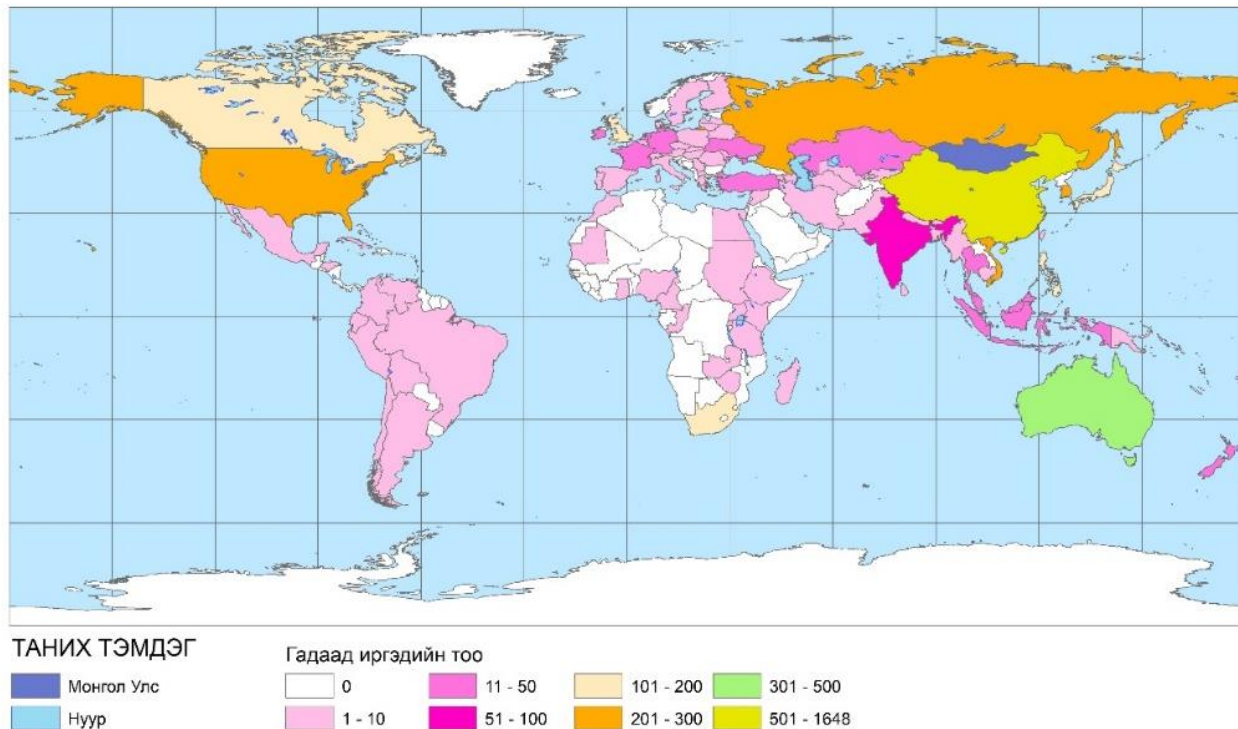 ТАНИХ ТЭМДЭГ
Монгол Улс
Нуур
Гадаад иргэдийн тоо
0
1 - 10
11 - 50
51 - 100
101 - 200
201 - 300
301 - 500
501 - 1648